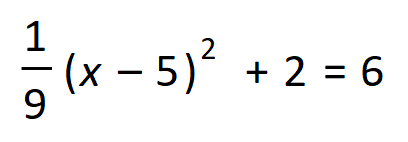 1/9 (x − 5)² + 2 = 6